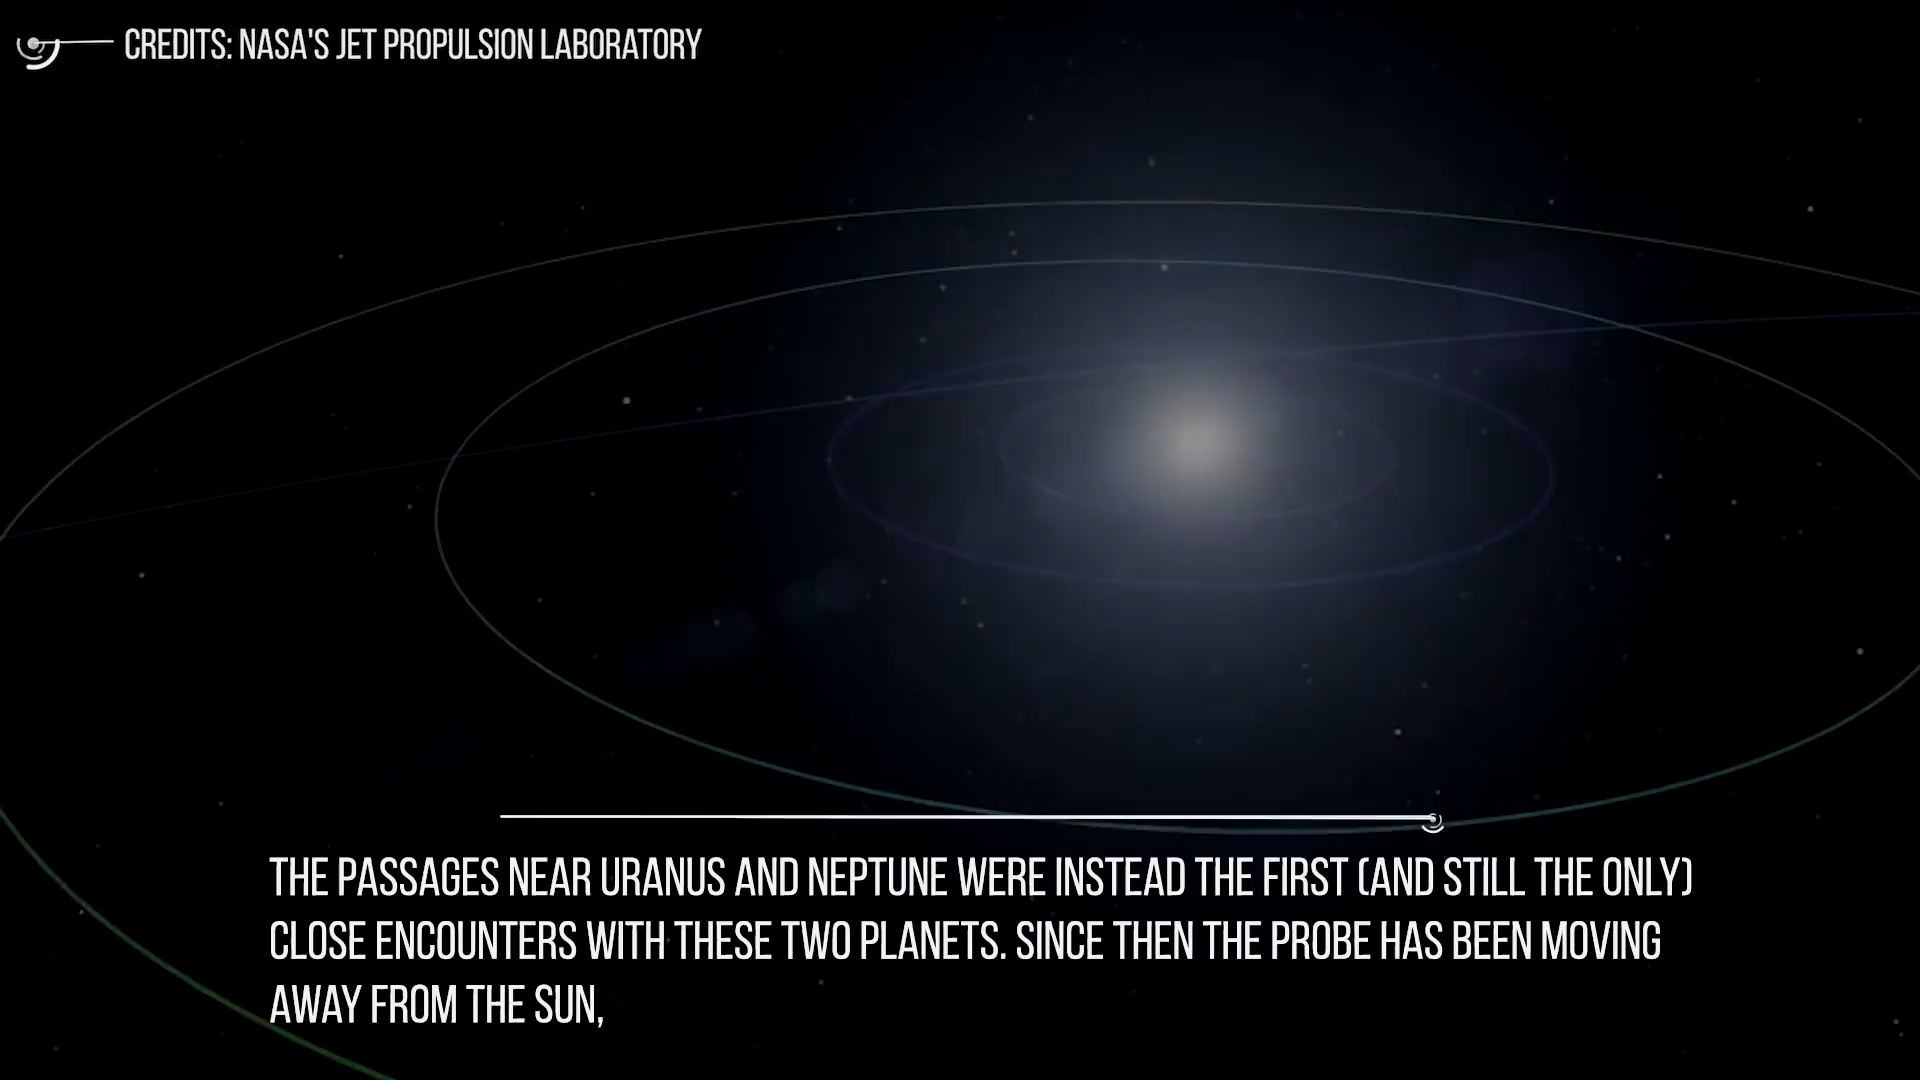 CREDITS: NASA'S JET PROPULSION LABORATORY
THE PASSAGES NEAR URANUS AND NEPTUNE WERE INSTEAD THE FIRST (AND STILL THE ONLY)
CLOSE ENCOUNTERS WITH THESE TWO PLANETS. SINCE THEN THE PROBE HAS BEEN MOVING
AWAY FROM THE SUN,